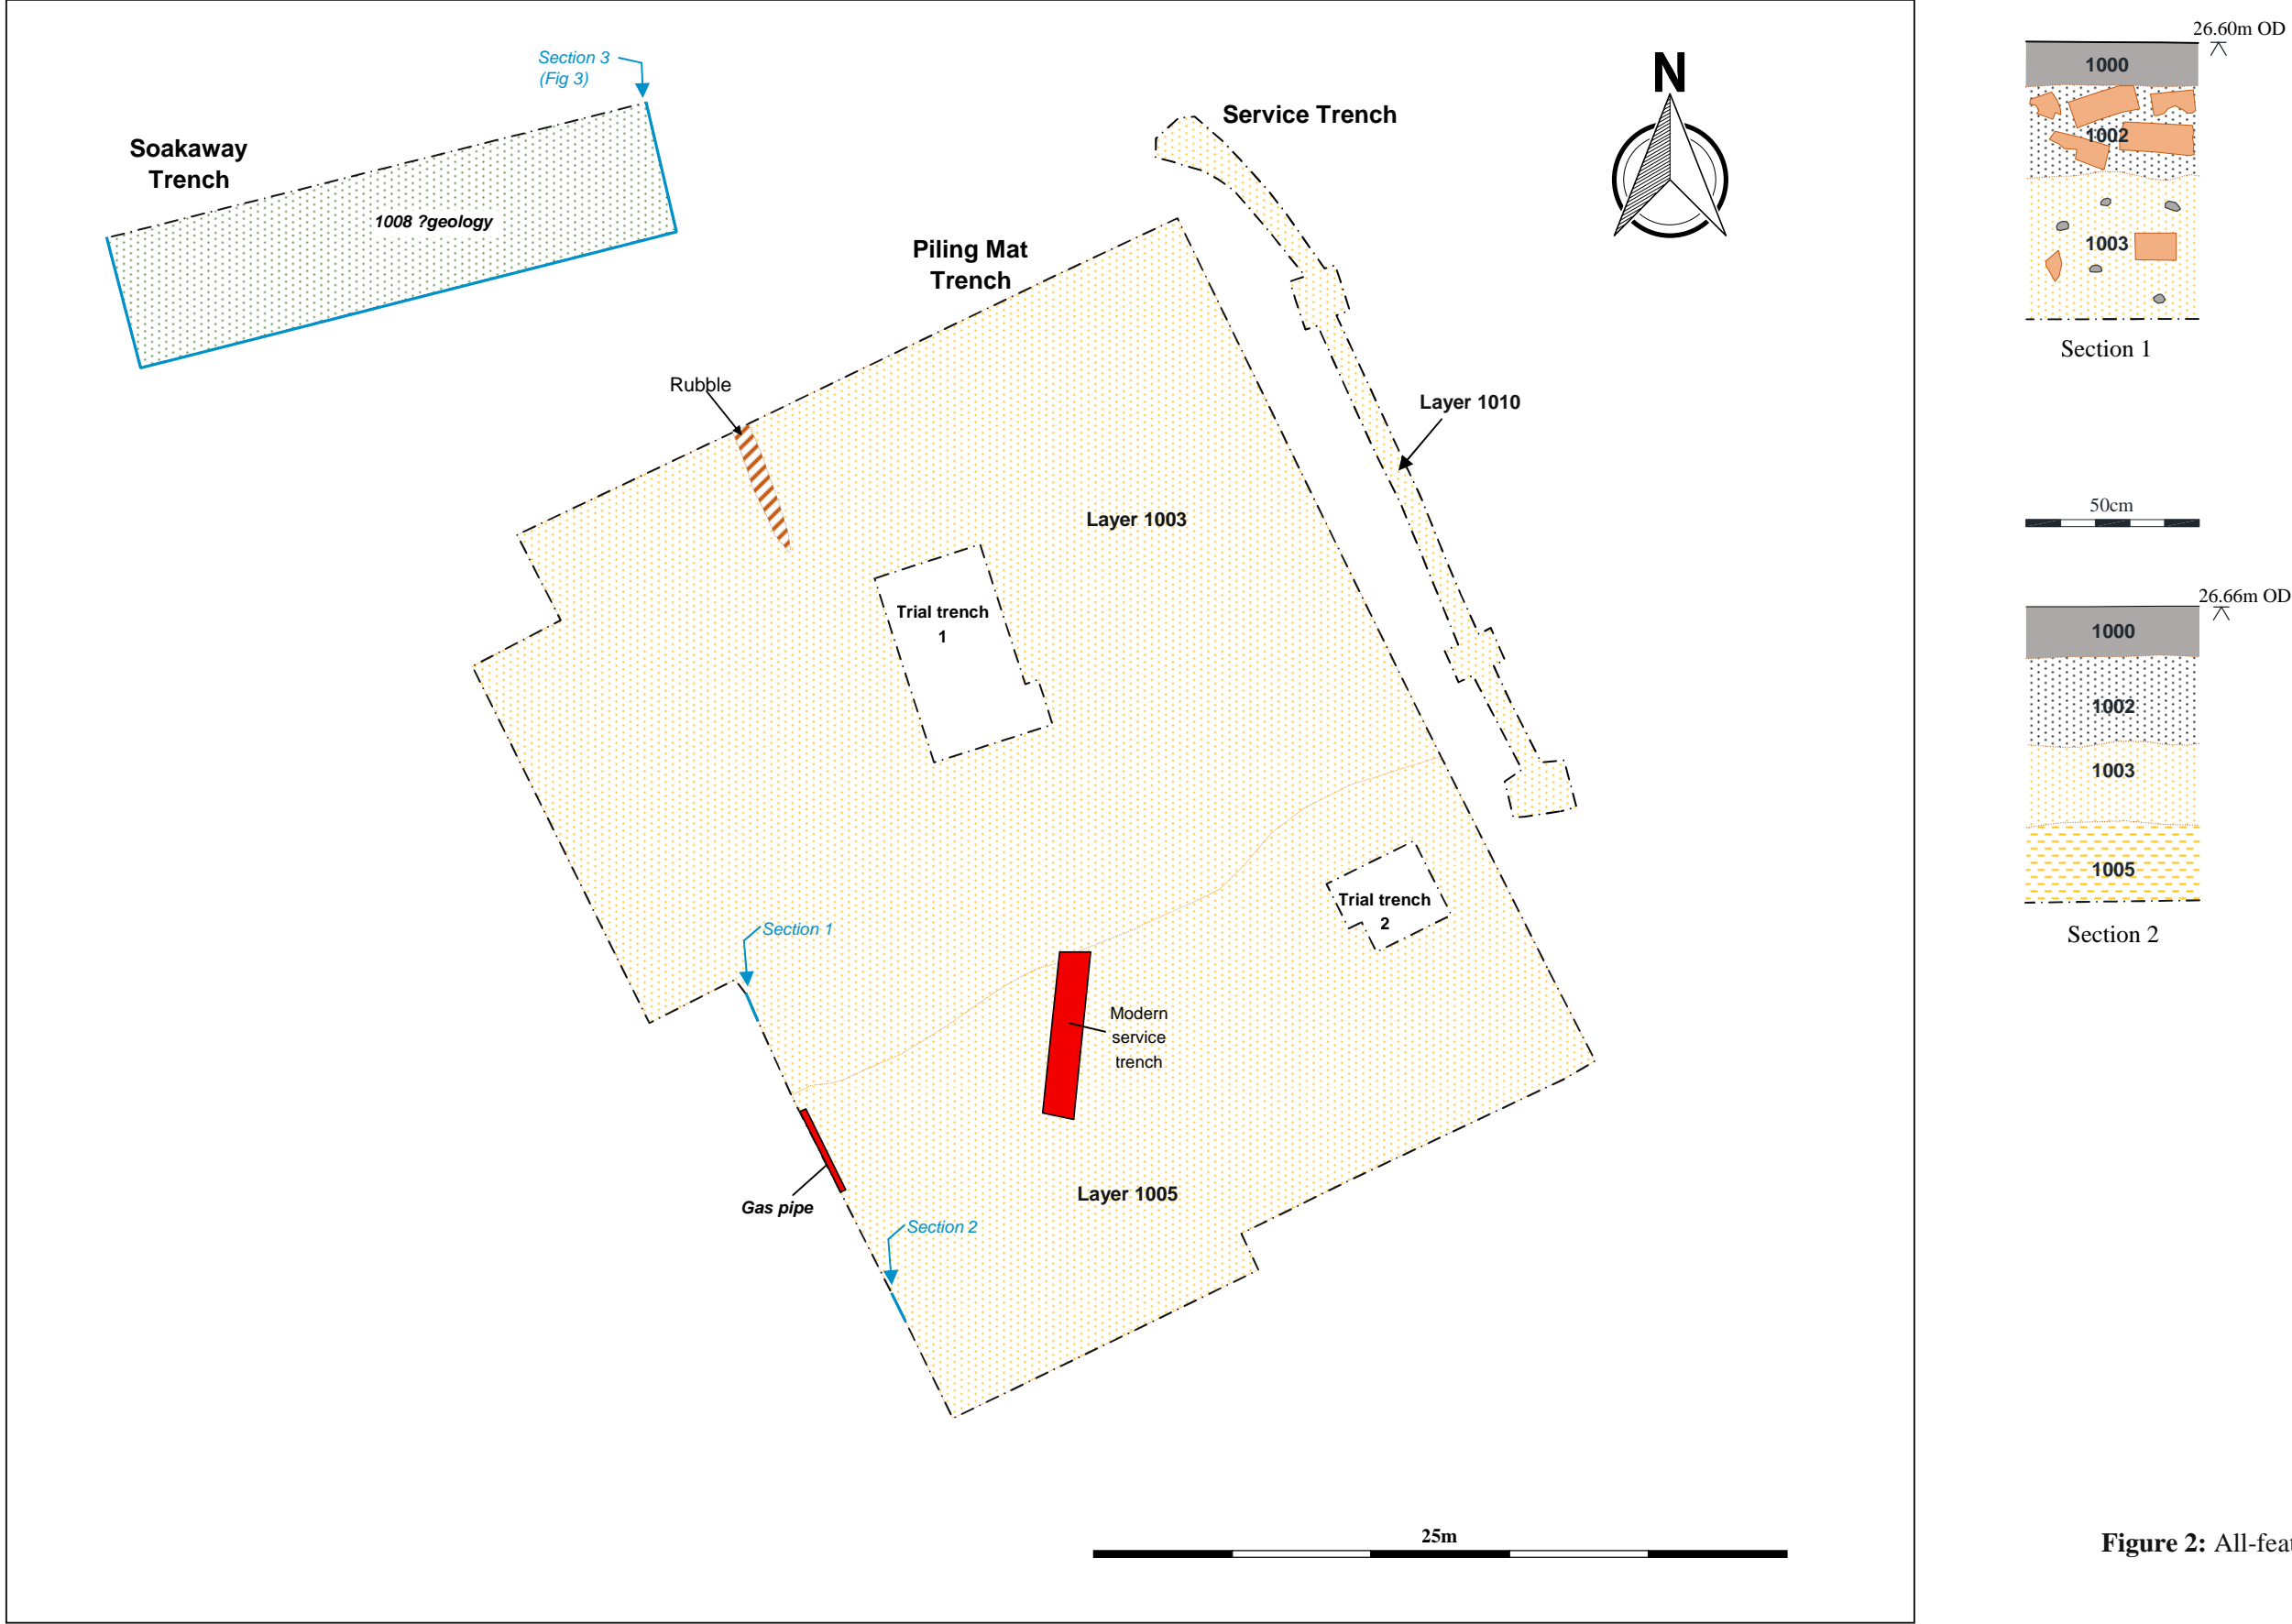 Section 3
(Fig 3)
Soakaway
Trench
1008 ?geology
Service Trench
N
Piling Mat
Trench
Rubble
Layer 1010
Layer 1003
Trial trench
1
Trial trench
2
Section 1
Modern
service
trench
Gas pipe
Layer 1005
Section 2
25m
26.60m OD
1000
1002
1003
Section 1
50cm
26.66m OD
1000
1002
1003
1005
Section 2
Figure 2: All-feat